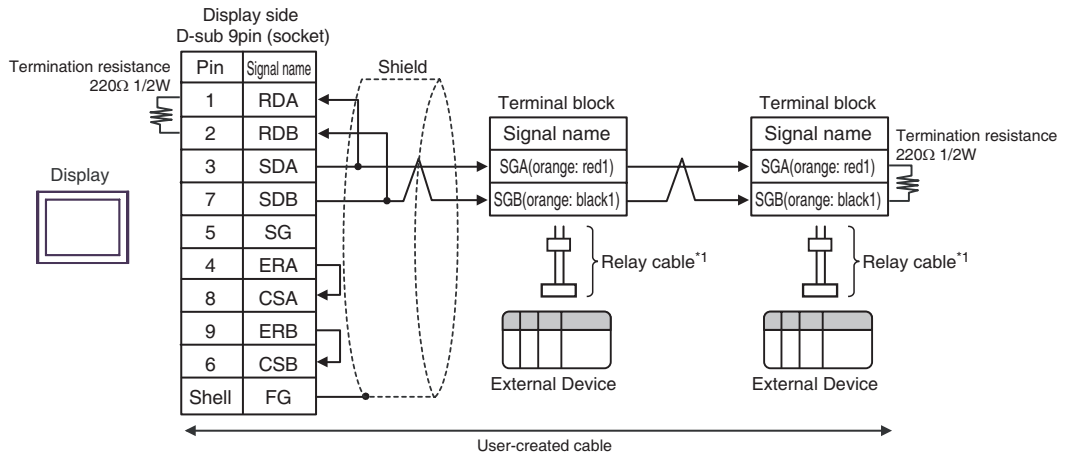 Display side
D-sub 9pin (socket)
Termination resistance
220Ω 1/2W
Pin Signal name
Shield
1 RDA
2 RDB
3 SDA
7 SDB
5 SG
4 ERA
8 CSA
9 ERB
6 CSB
Shell FG
Display
Terminal block
Signal name
SGA(orange: red1)
SGB(orange: black1)
Relay cable*1
External Device
Terminal block
Signal name
SGA(orange: red1)
SGB(orange: black1)
Termination resistance
220Ω 1/2W
Relay cable*1
External Device
User-created cable